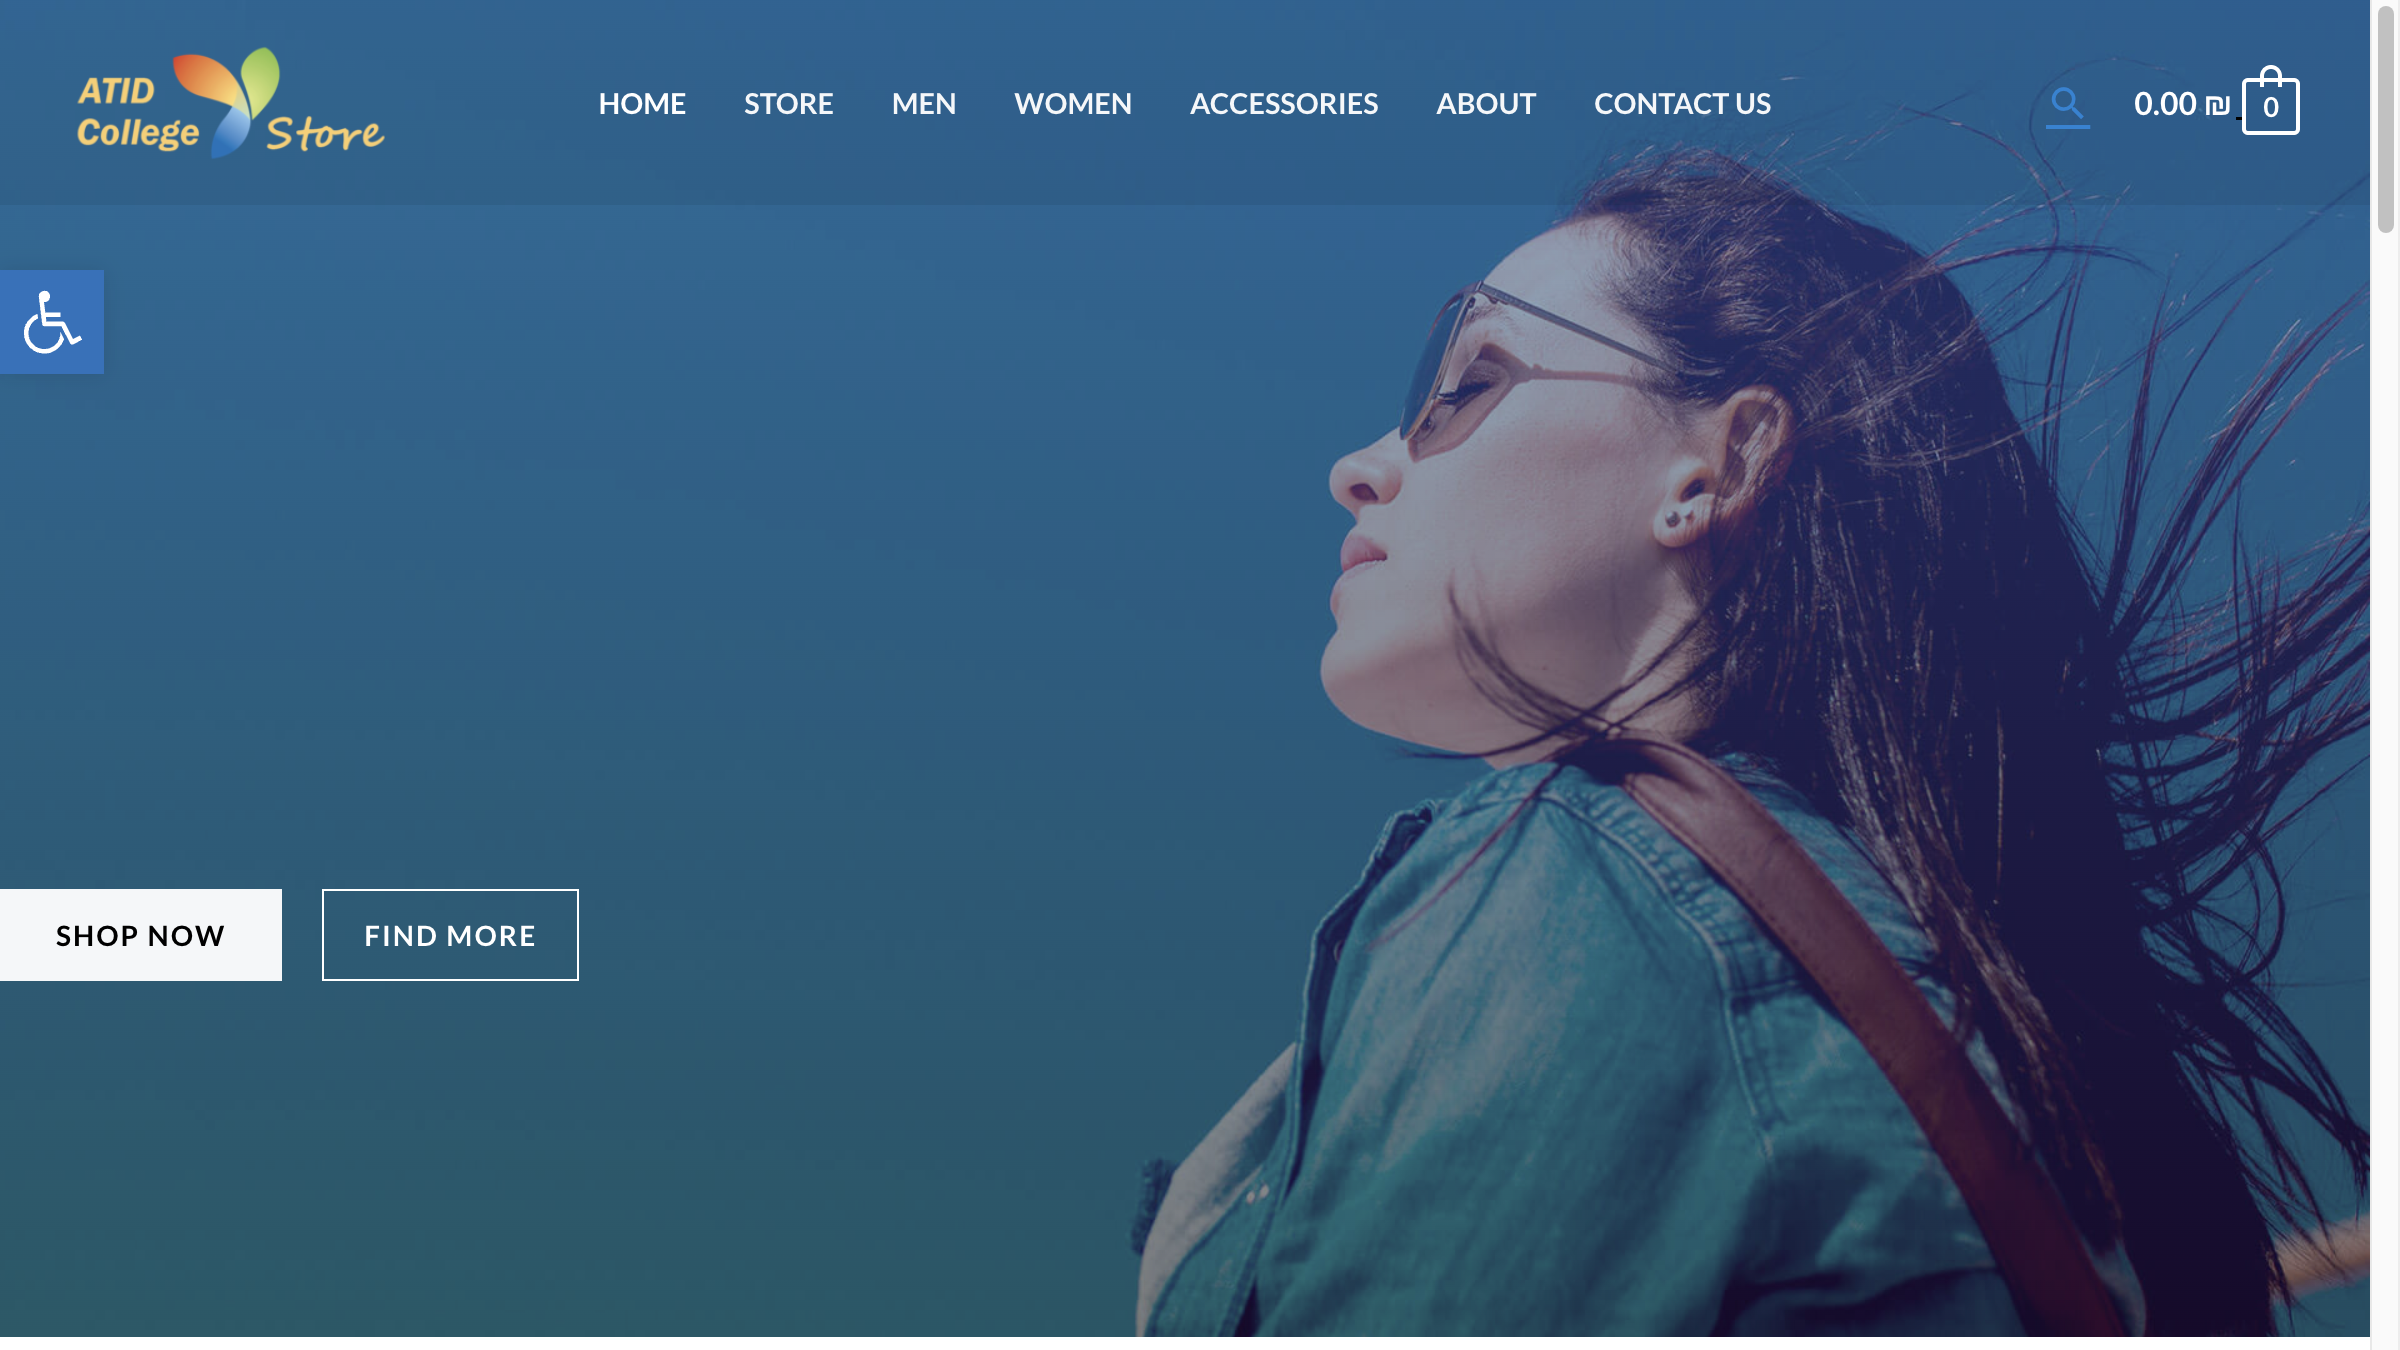 ATID
College Store
HOME STORE MEN WOMEN ACCESSORIES ABOUT CONTACT US 0.00 ₪ 0
SHOP NOW FIND MORE